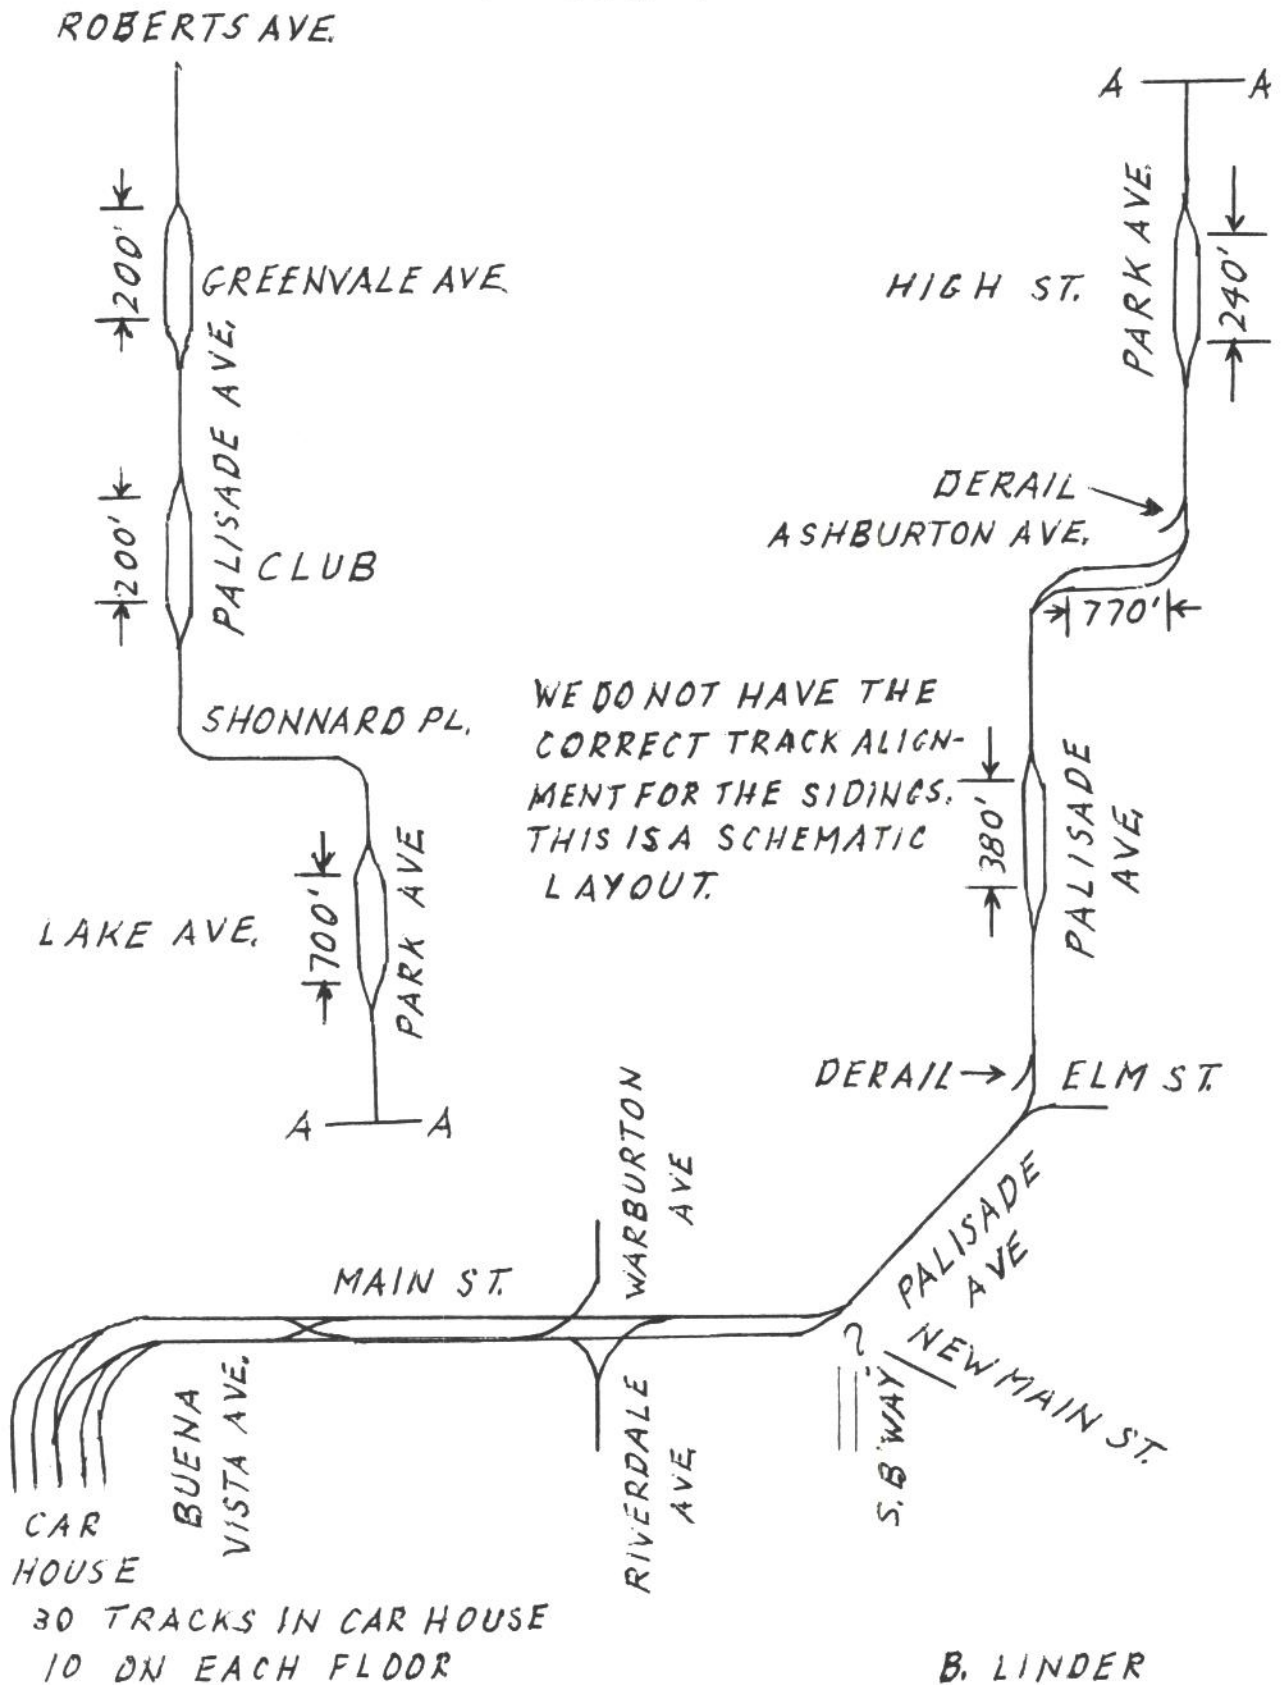 ROBERTS AVE.
200'
GREENVALE AVE.
PALISADE AVE.
200'
CLUB
SHONNARD PL.
LAKE AVE.
700'
PARK AVE
A A
A A
PARK AVE.
HIGH ST.
240'
DERAIL
ASHBURTON AVE.
770'
WE DO NOT HAVE THE
CORRECT TRACK ALIGN-
MENT FOR THE SIDINGS.
THIS IS A SCHEMATIC
LAYOUT.
380'
PALISADE
AVE.
DERAIL
ELM ST.
WARBURTON
AVE
PALISADE
AVE
MAIN ST.
?
NEW MAIN ST.
S. B'WAY
RIVERDALE
AVE.
BUENA
VISTA AVE.
CAR
HOUSE
30 TRACKS IN CAR HOUSE
10 ON EACH FLOOR
B. LINDER